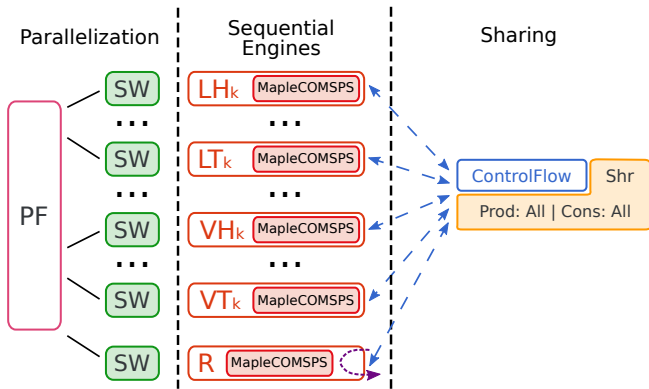 Parallelization
Sequential
Engines
Sharing
PF
SW
LHk
MapleCOMSPS
...
...
SW
LTk
MapleCOMSPS
...
...
SW
VHk
MapleCOMSPS
...
...
SW
VTk
MapleCOMSPS
SW
R
MapleCOMSPS
ControlFlow
Shr
Prod: All | Cons: All